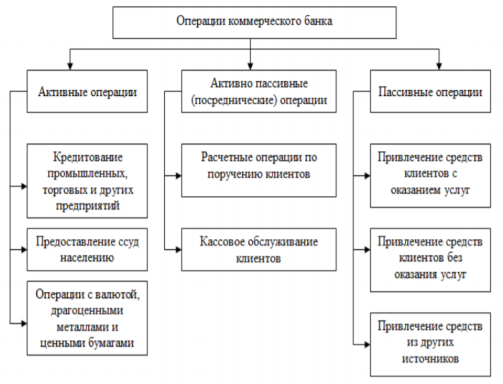 Операции коммерческого банка
Активные операции
Активно пассивные
(посреднические) операции
Пассивные операции
Кредитование
промышленных,
торговых и других
предприятий
Предоставление ссуд
населению
Операции с валютой,
драгоценными
металлами и
ценными бумагами
Расчетные операции по
поручению клиентов
Кассовое обслуживание
клиентов
Привлечение средств
клиентов с
оказанием услуг
Привлечение средств
клиентов без
оказания услуг
Привлечение средств
из других
источников